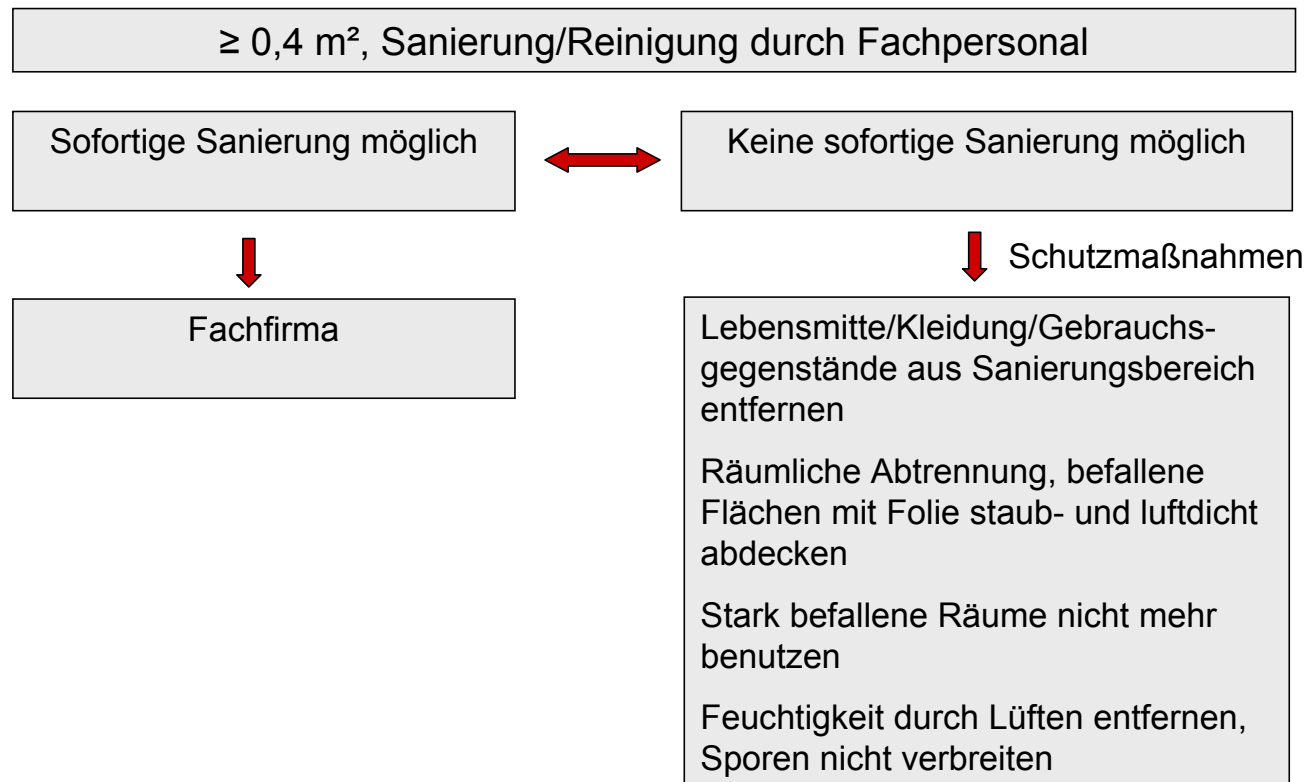 ≥ 0,4 m², Sanierung/Reinigung durch Fachpersonal
Sofortige Sanierung möglich
Keine sofortige Sanierung möglich
Schutzmaßnahmen
Fachfirma
Lebensmitte/Kleidung/Gebrauchs-
gegenstände aus Sanierungsbereich
entfernen
Räumliche Abtrennung, befallene
Flächen mit Folie staub- und luftdicht
abdecken
Stark befallene Räume nicht mehr
benutzen
Feuchtigkeit durch Lüften entfernen,
Sporen nicht verbreiten